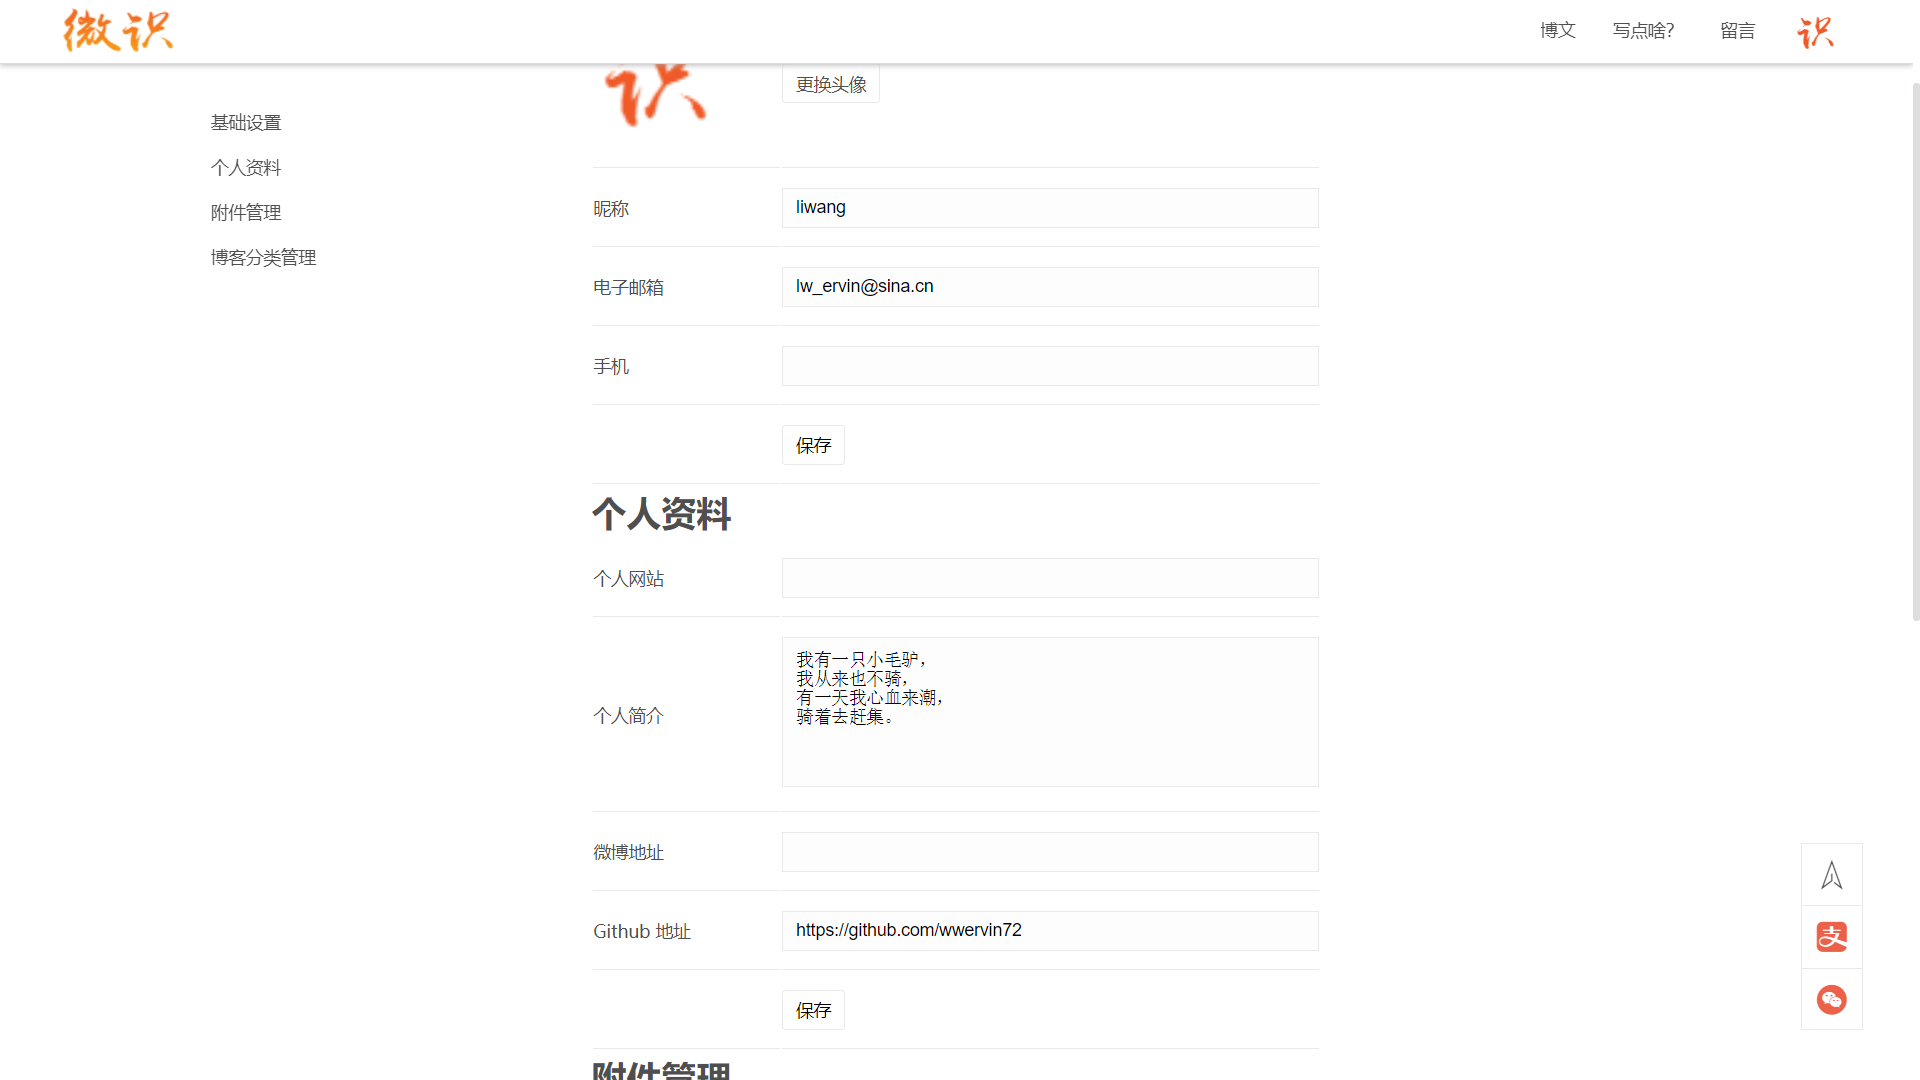 微识
博文
写点啥?
留言
识
识
更换头像
基础设置
个人资料
附件管理
博客分类管理
昵称
liwang
电子邮箱
lw_ervin@sina.cn
手机
保存
个人资料
个人网站
个人简介
我有一只小毛驴，
我从来也不骑，
有一天我心血来潮，
骑着去赶集。
微博地址
Github 地址
https://github.com/wwervin72
保存
附件管理
支